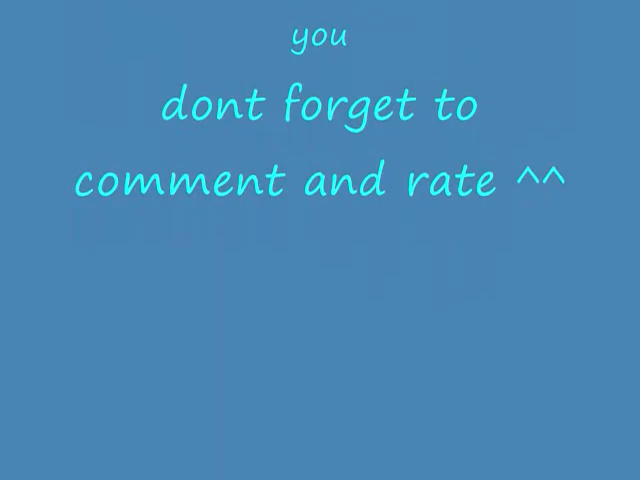 you
dont forget to
comment and rate ^^